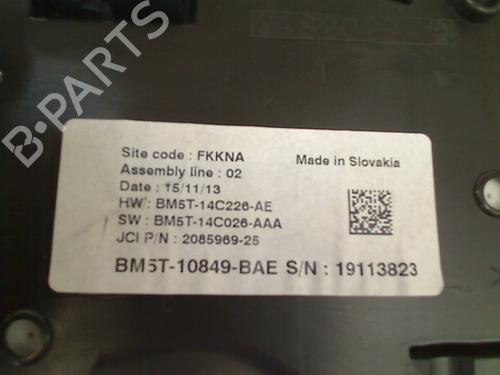 B-PARTS
Site code : FKKNA
Made in Slovakia
Assembly line : 02
Date : 15/11/13
HW : BM5T-14C226-AE
SW : BM5T-14C026-AAA
JCI P/N : 2085969-25
BM5T-10849-BAE S/N : 19113823